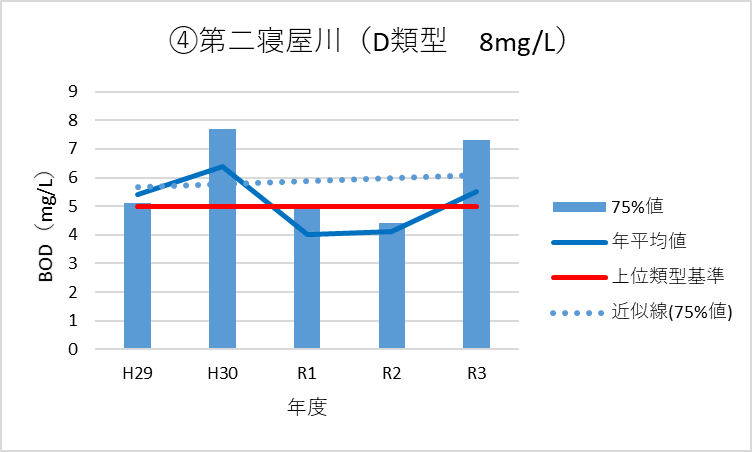 ④第二寝屋川（D類型　8mg/L）
9
8
7
6
5
4
3
2
1
0
BOD（mg/L）
H29 H30 R1 R2 R3
年度
75%値
年平均値
上位類型基準
近似線(75%値)